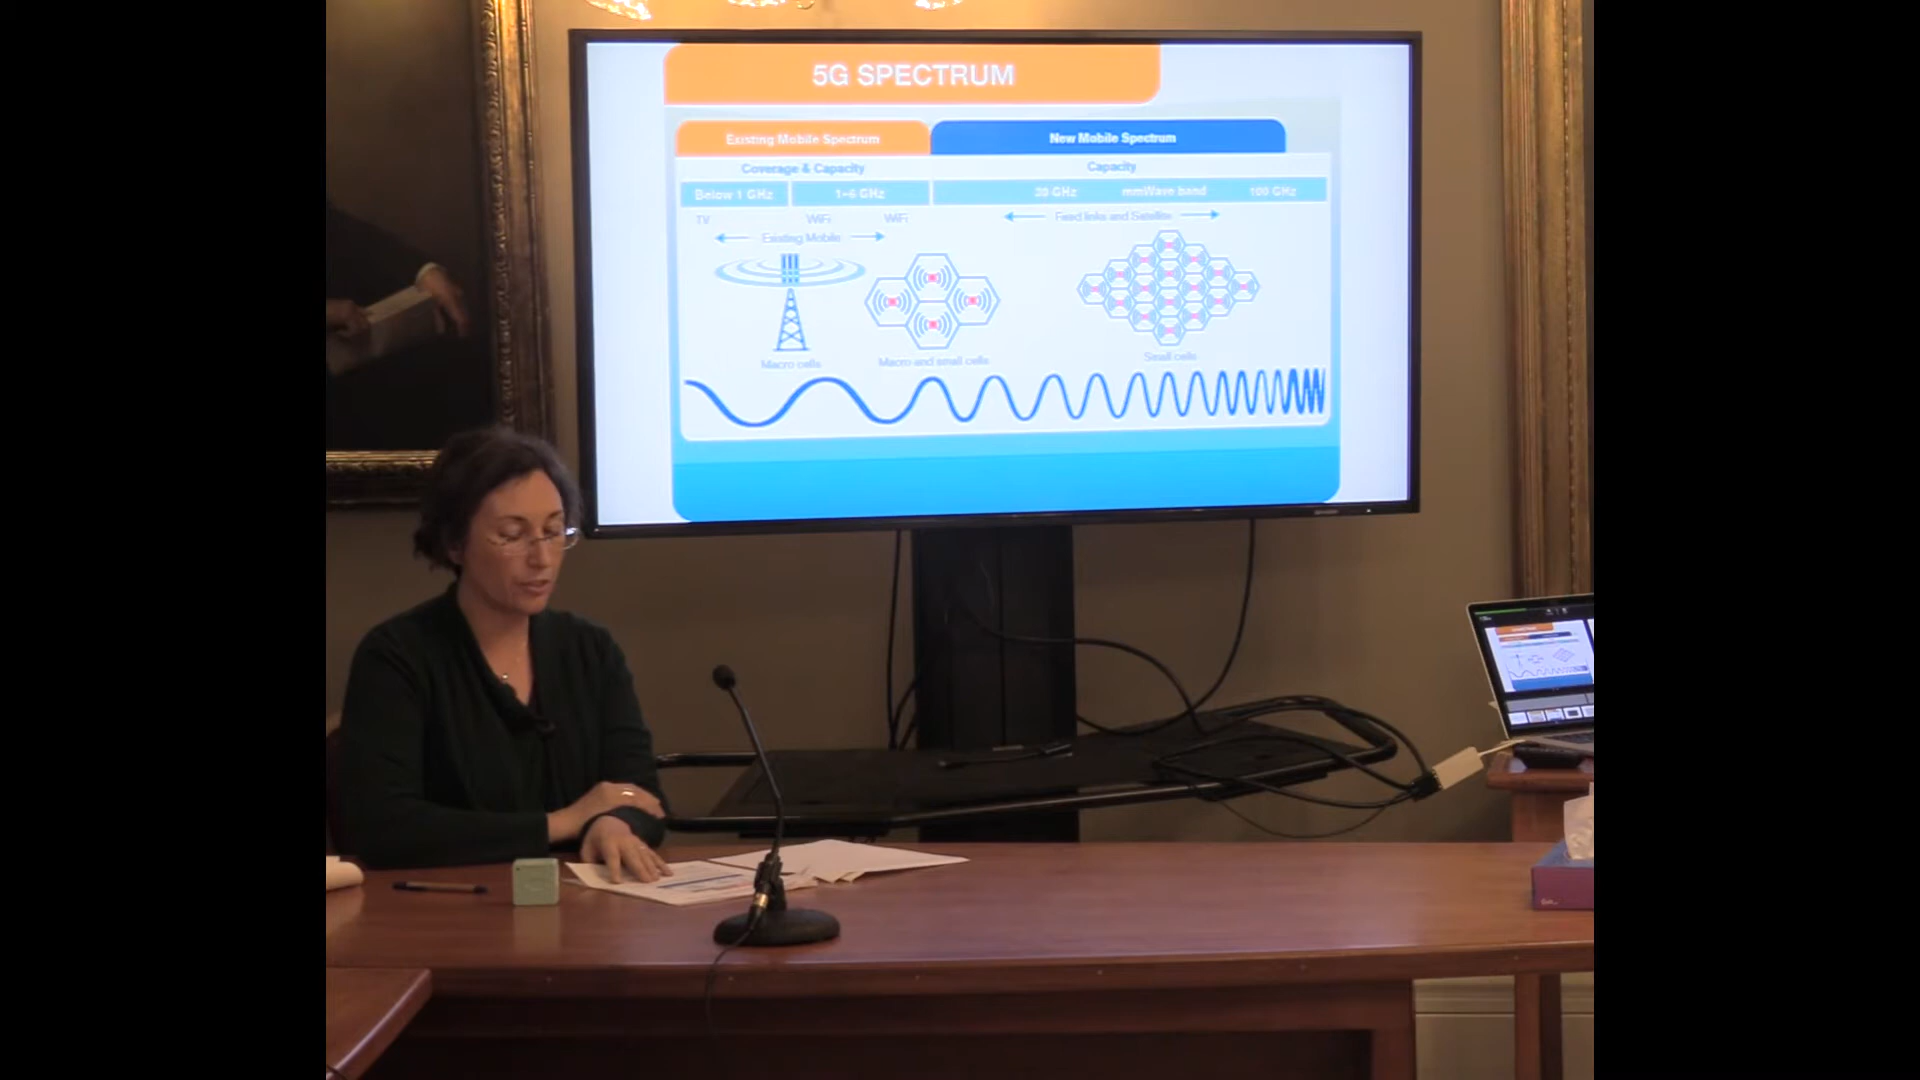 5G SPECTRUM
Existing Mobile Spectrum
New Mobile Spectrum
Coverage & Capacity
Capacity
Below 1 GHz
1–6 GHz
20 GHz
mmWave band
100 GHz
TV
WiFi
WiFi
Fixed links and Satellite
Existing Mobile
Macro cells
Macro and small cells
Small cells